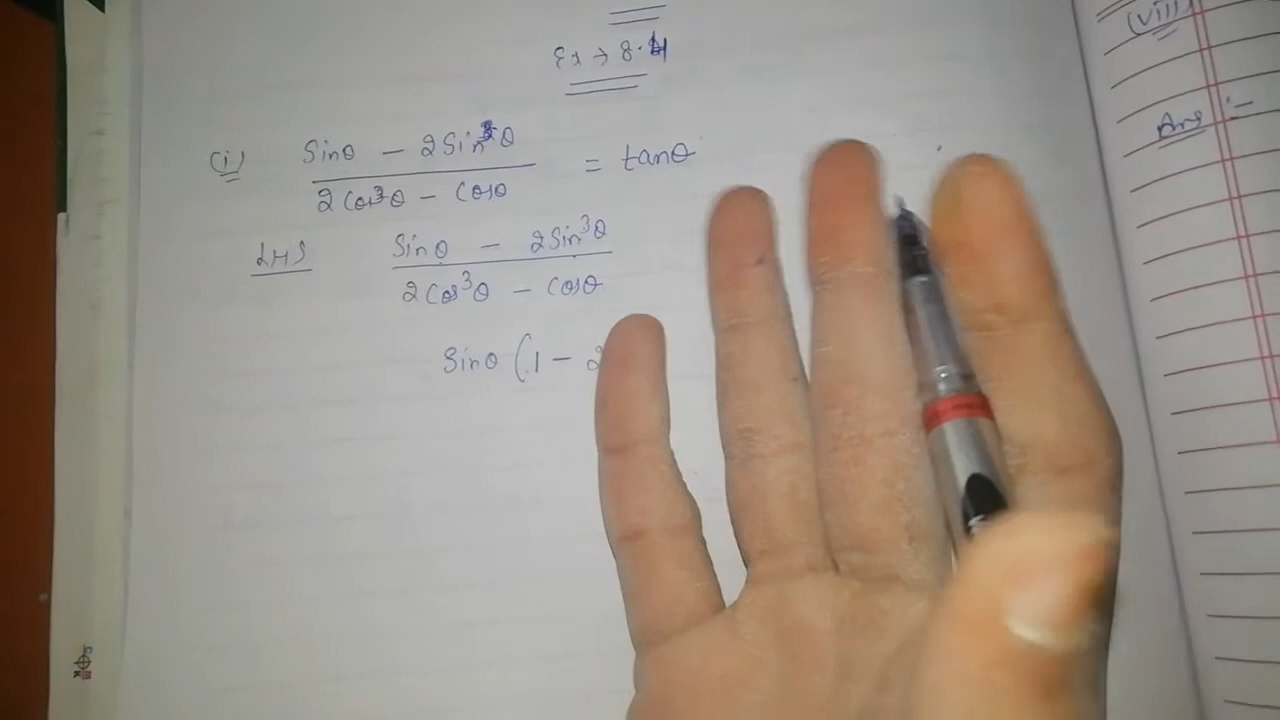 Ex → 8.4
(i) Sinθ - 2Sin³θ / 2Cos³θ - Cosθ = tanθ
LHS Sinθ - 2Sin³θ / 2Cos³θ - Cosθ
Sinθ (1 - 2
(viii)
Ans :-